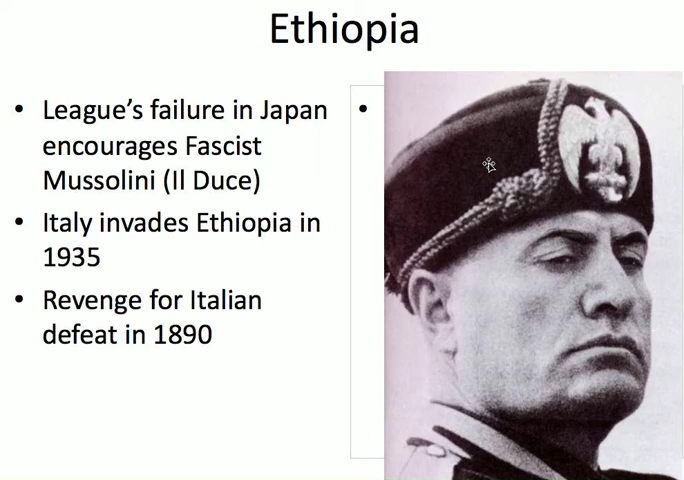 Ethiopia
• League’s failure in Japan
encourages Fascist
Mussolini (Il Duce)
• Italy invades Ethiopia in
1935
• Revenge for Italian
defeat in 1890
•